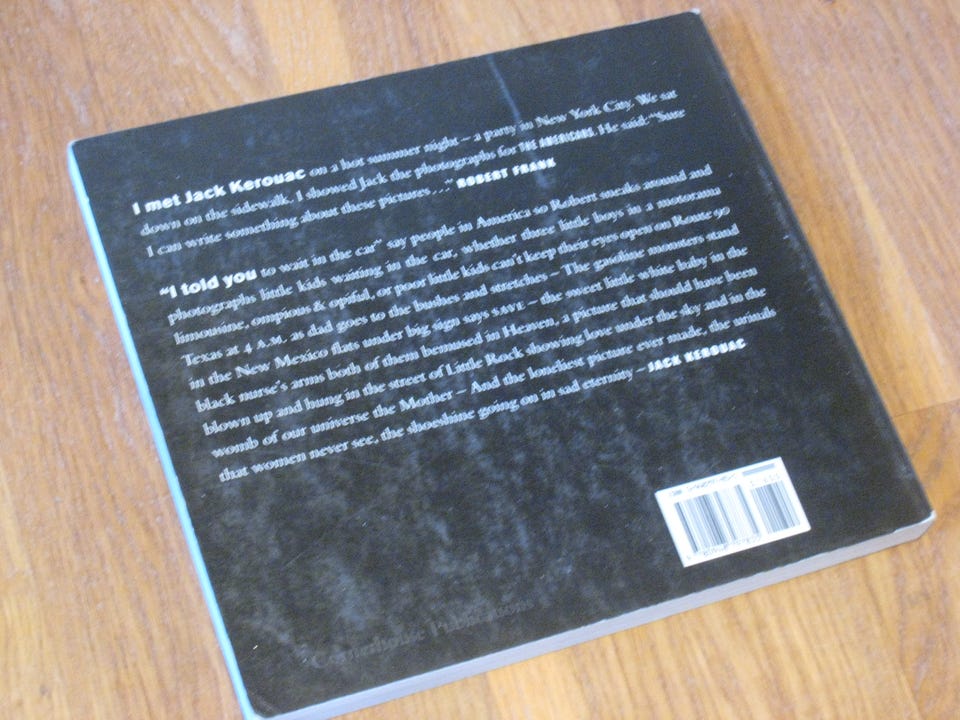 I met Jack Kerouac on a hot summer night – a party in New York City. We sat
down on the sidewalk. I showed Jack the photographs for THE AMERICANS. He said: "Sure
I can write something about these pictures . . ." ROBERT FRANK
"I told you to wait in the car" say people in America so Robert sneaks around and
photographs little kids waiting in the car, whether three little boys in a motorama
limousine, ompious & opiful, or poor little kids can't keep their eyes open on Route 90
Texas at 4 A.M. as dad goes to the bushes and stretches – The gasoline monsters stand
in the New Mexico flats under big sign says SAVE – the sweet little white baby in the
black nurse's arms both of them bemused in Heaven, a picture that should have been
blown up and hung in the street of Little Rock showing love under the sky and in the
womb of our universe the Mother – And the loneliest picture ever made, the urinals
that women never see, the shoeshine going on in sad eternity – JACK KEROUAC
Cornerhouse Publications